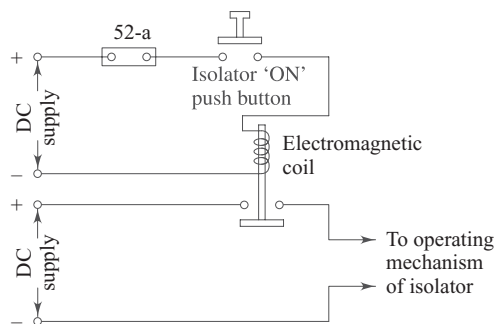 52-a
+
Isolator ‘ON’
push button
DC
supply
Electromagnetic
coil
–
+
To operating
mechanism
of isolator
DC
supply
–